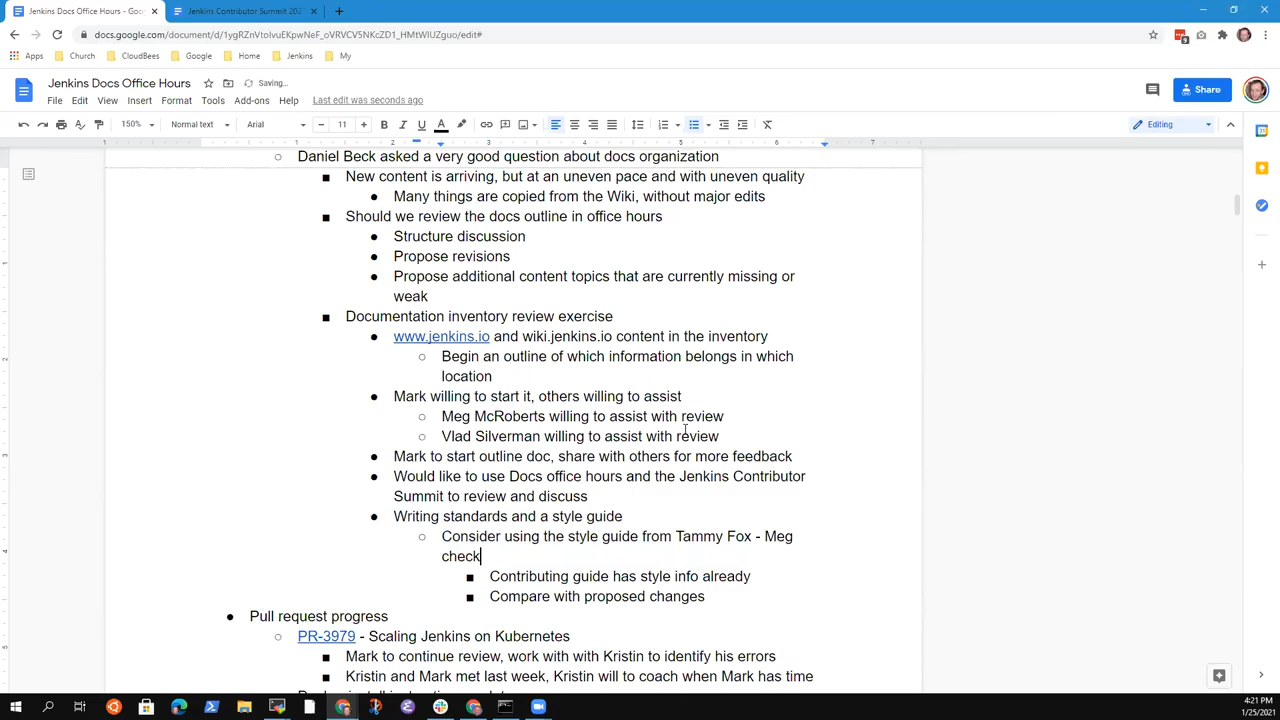 Jenkins Docs Office Hours - Goo
Jenkins Contributor Summit 202
docs.google.com/document/d/1ygRZnVtoIvuEKpwNeF_oVRVCV5NKcZD1_HMtWIUZguo/edit#
Apps Church CloudBees Google Home Jenkins My
Jenkins Docs Office Hours Saving...
File Edit View Insert Format Tools Add-ons Help Last edit was seconds ago
Share
150% Normal text Arial 11 Editing
1 1 2 3 4 5 6 7
Daniel Beck asked a very good question about docs organization
New content is arriving, but at an uneven pace and with uneven quality
Many things are copied from the Wiki, without major edits
Should we review the docs outline in office hours
Structure discussion
Propose revisions
Propose additional content topics that are currently missing or
weak
Documentation inventory review exercise
www.jenkins.io and wiki.jenkins.io content in the inventory
Begin an outline of which information belongs in which
location
Mark willing to start it, others willing to assist
Meg McRoberts willing to assist with review
Vlad Silverman willing to assist with review
Mark to start outline doc, share with others for more feedback
Would like to use Docs office hours and the Jenkins Contributor
Summit to review and discuss
Writing standards and a style guide
Consider using the style guide from Tammy Fox - Meg
check
Contributing guide has style info already
Compare with proposed changes
Pull request progress
PR-3979 - Scaling Jenkins on Kubernetes
Mark to continue review, work with with Kristin to identify his errors
Kristin and Mark met last week, Kristin will to coach when Mark has time
4:21 PM
1/25/2021